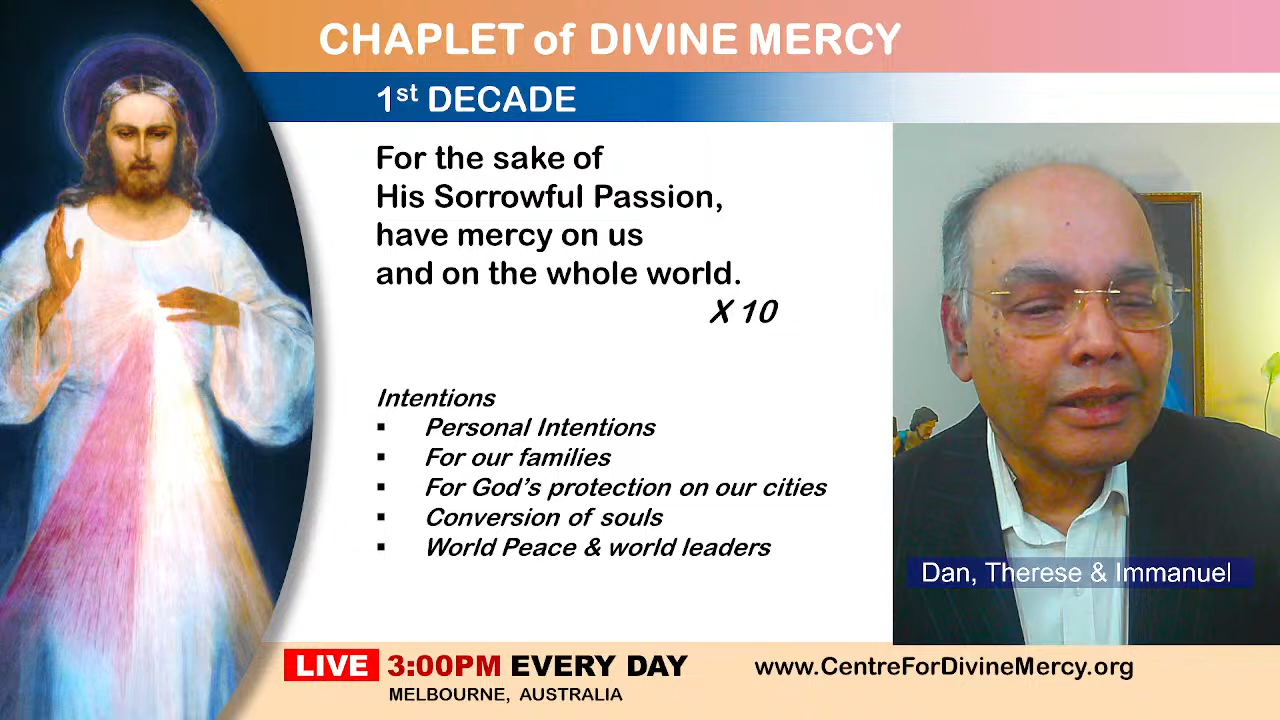 CHAPLET of DIVINE MERCY
1st DECADE
For the sake of
His Sorrowful Passion,
have mercy on us
and on the whole world.
X 10
Intentions
▪ Personal Intentions
▪ For our families
▪ For God's protection on our cities
▪ Conversion of souls
▪ World Peace & world leaders
Dan, Therese & Immanuel
LIVE 3:00PM EVERY DAY
MELBOURNE, AUSTRALIA
www.CentreForDivineMercy.org